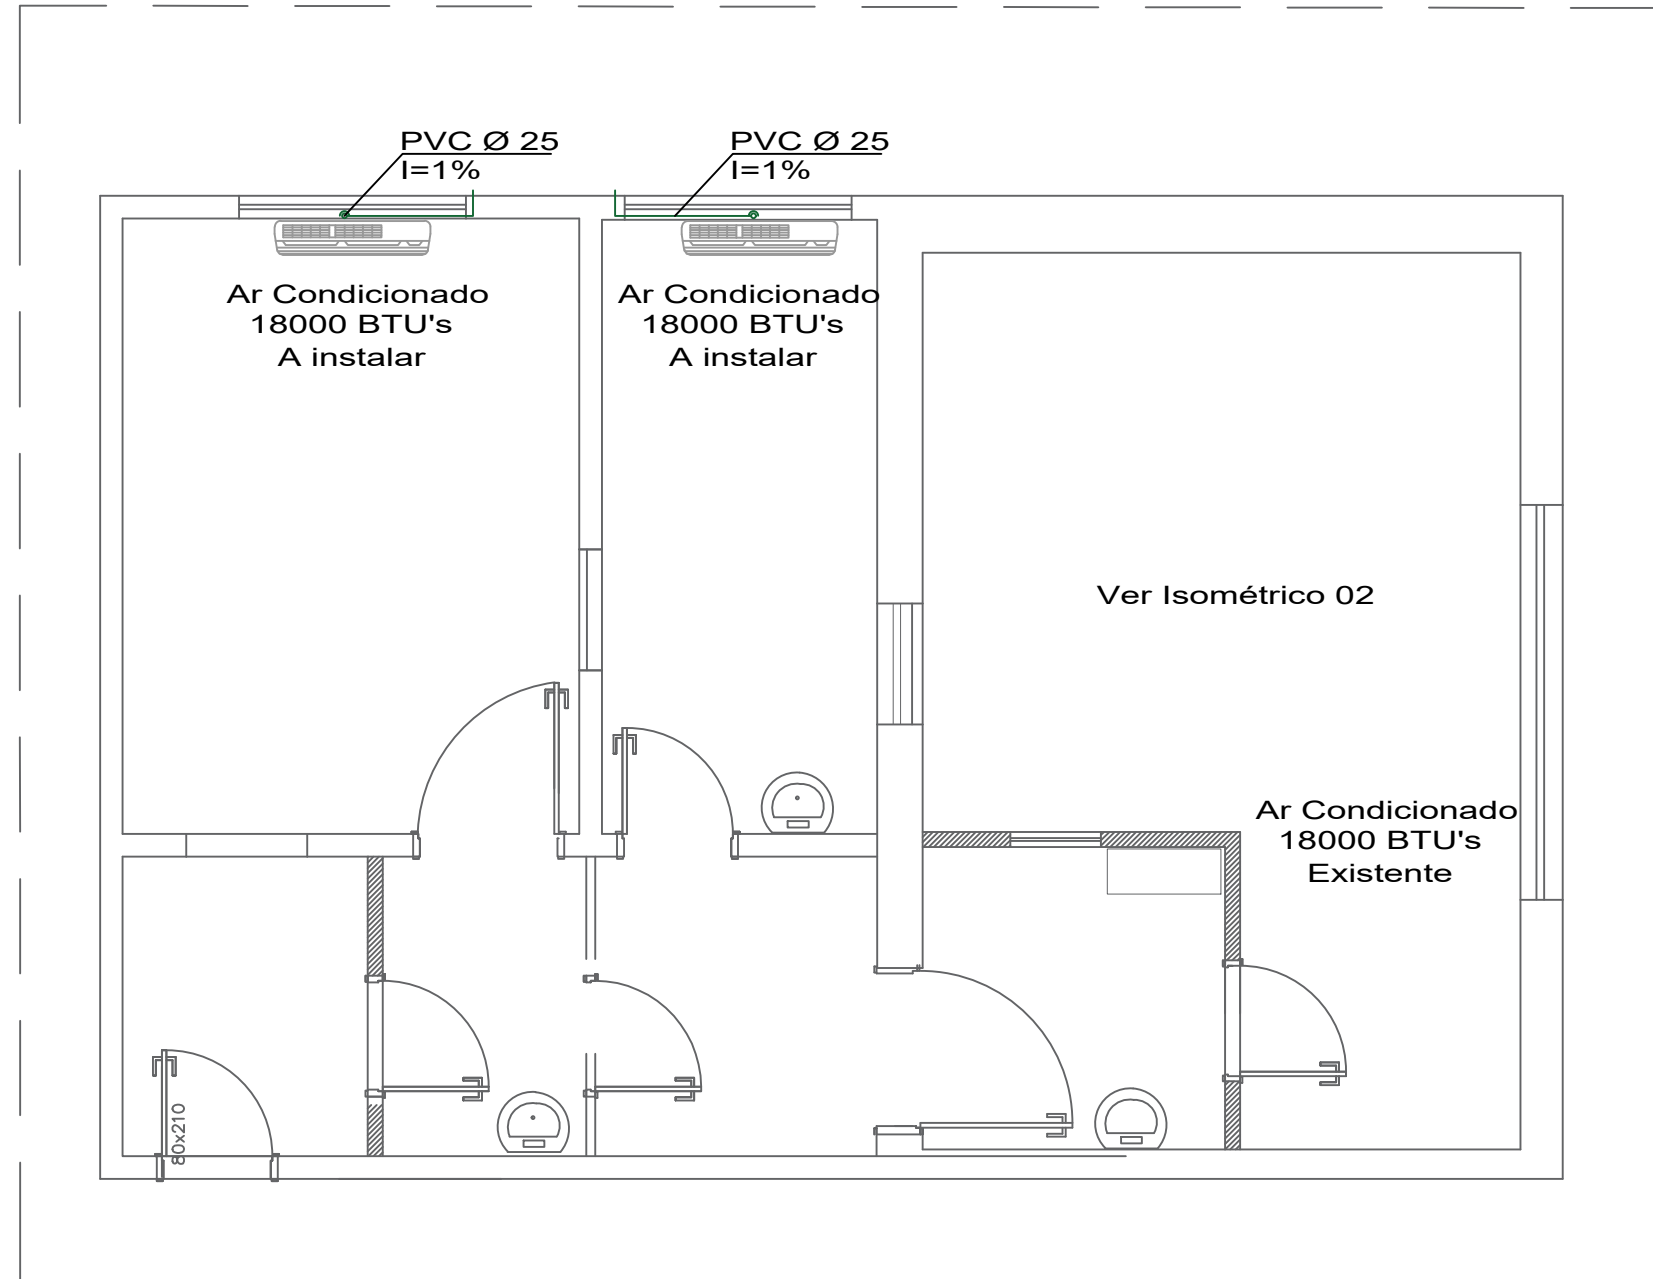 PVC Ø 25
I=1%
PVC Ø 25
I=1%
Ar Condicionado
18000 BTU's
A instalar
Ar Condicionado
18000 BTU's
A instalar
Ver Isométrico 02
Ar Condicionado
18000 BTU's
Existente
80x210